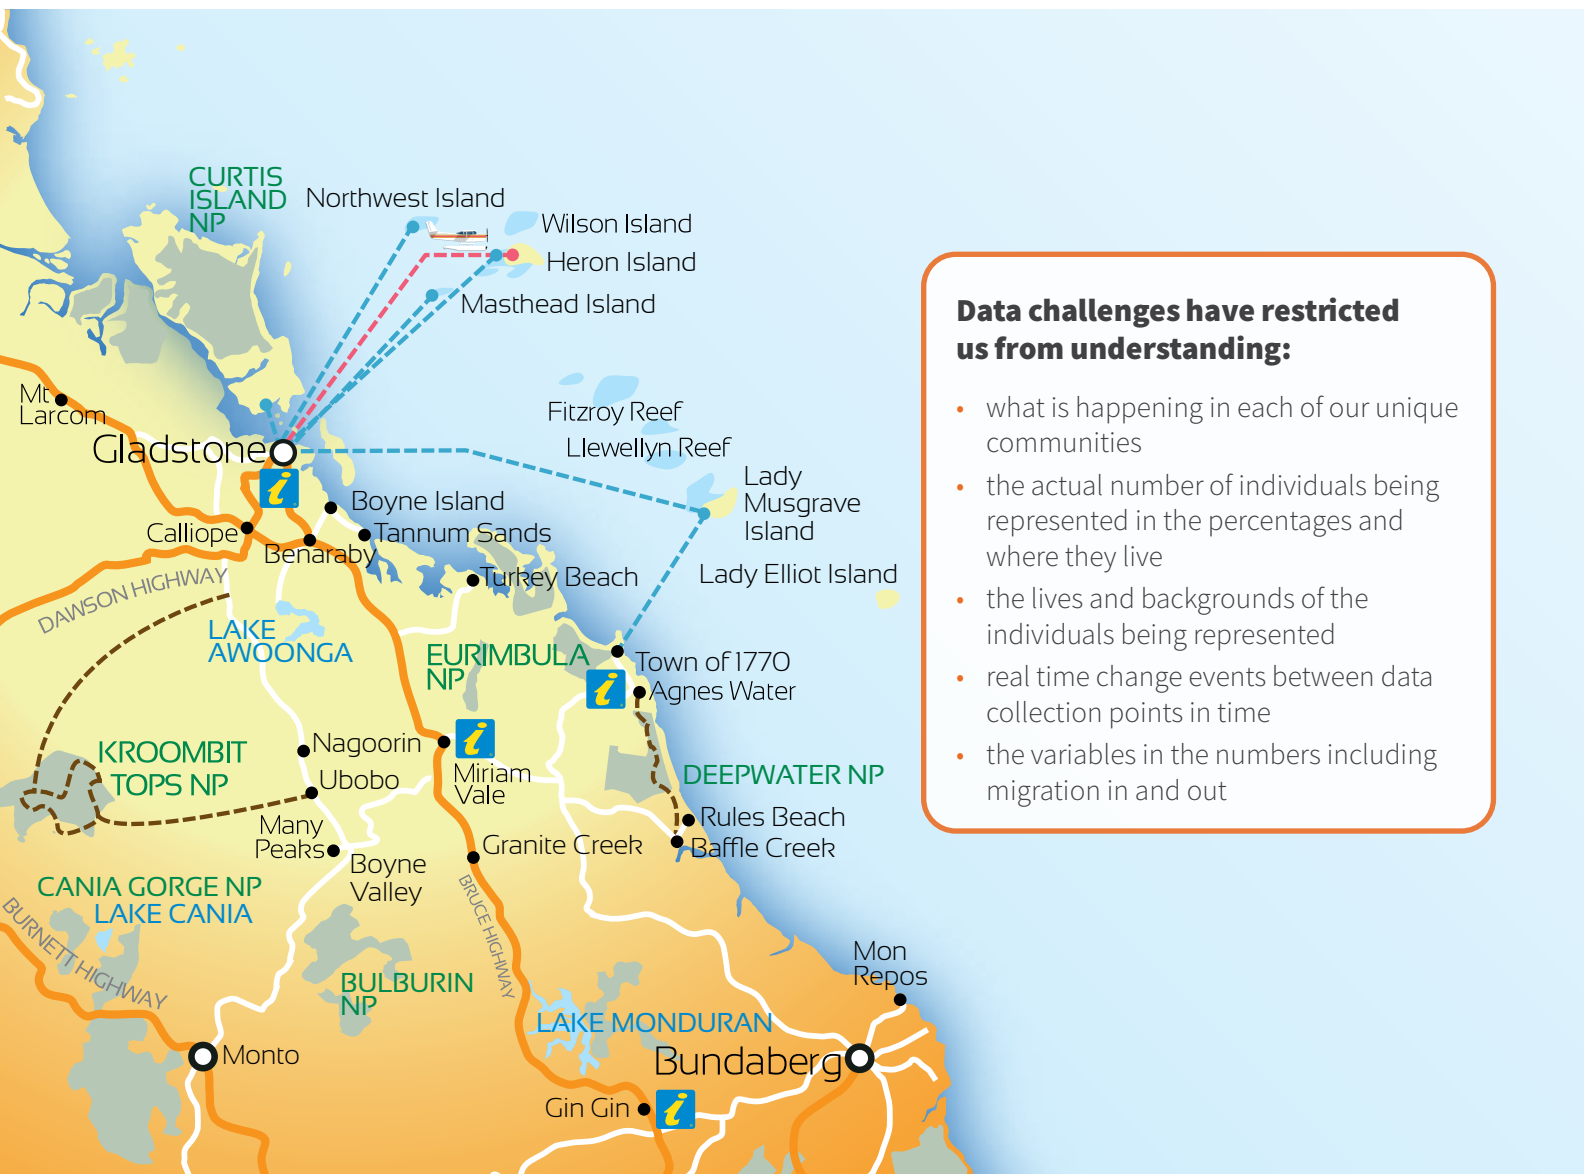 CURTIS
ISLAND
NP
Northwest Island
Wilson Island
Heron Island
Masthead Island
Mt
Larcom
Gladstone
Fitzroy Reef
Llewellyn Reef
Lady
Musgrave
Island
Lady Elliot Island
i
Boyne Island
Tannum Sands
Calliope
Benaraby
Turkey Beach
DAWSON HIGHWAY
LAKE
AWOONGA
EURIMBULA
NP
Town of 1770
i
Agnes Water
KROOMBIT
TOPS NP
Nagoorin
Ubobo
i
Miriam
Vale
DEEPWATER NP
Many
Peaks
Rules Beach
Baffle Creek
Granite Creek
Boyne
Valley
CANIA GORGE NP
LAKE CANIA
BURNETT HIGHWAY
BRUCE HIGHWAY
BULBURIN
NP
Mon
Repos
LAKE MONDURAN
Monto
Bundaberg
Gin Gin
i
Data challenges have restricted
us from understanding:
• what is happening in each of our unique
communities
• the actual number of individuals being
represented in the percentages and
where they live
• the lives and backgrounds of the
individuals being represented
• real time change events between data
collection points in time
• the variables in the numbers including
migration in and out